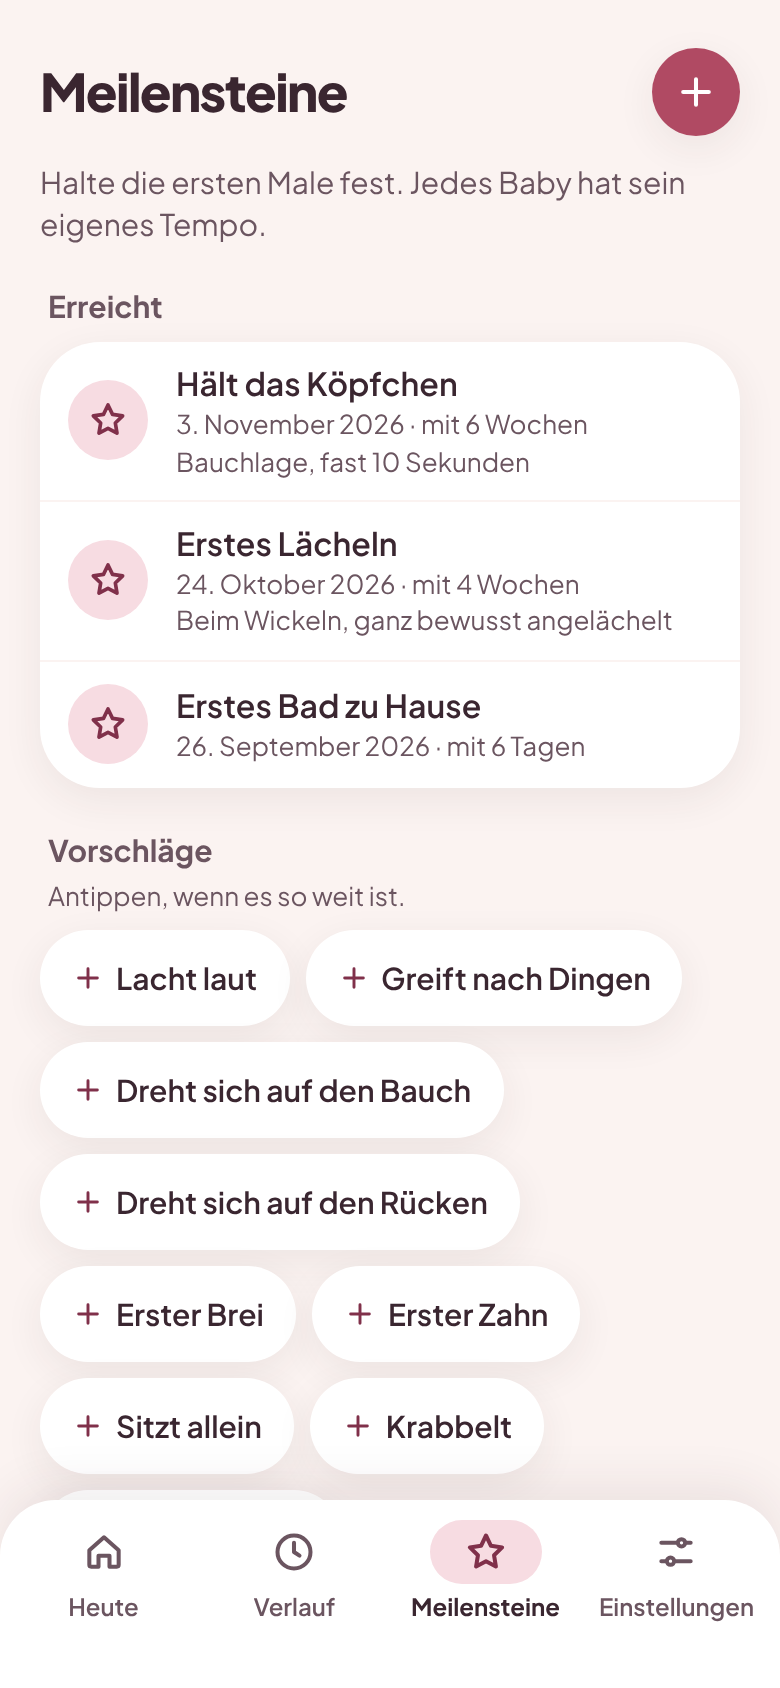 Meilensteine
Halte die ersten Male fest. Jedes Baby hat sein
eigenes Tempo.
Erreicht
Hält das Köpfchen
3. November 2026 · mit 6 Wochen
Bauchlage, fast 10 Sekunden
Erstes Lächeln
24. Oktober 2026 · mit 4 Wochen
Beim Wickeln, ganz bewusst angelächelt
Erstes Bad zu Hause
26. September 2026 · mit 6 Tagen
Vorschläge
Antippen, wenn es so weit ist.
+ Lacht laut
+ Greift nach Dingen
+ Dreht sich auf den Bauch
+ Dreht sich auf den Rücken
+ Erster Brei
+ Erster Zahn
+ Sitzt allein
+ Krabbelt
Heute
Verlauf
Meilensteine
Einstellungen